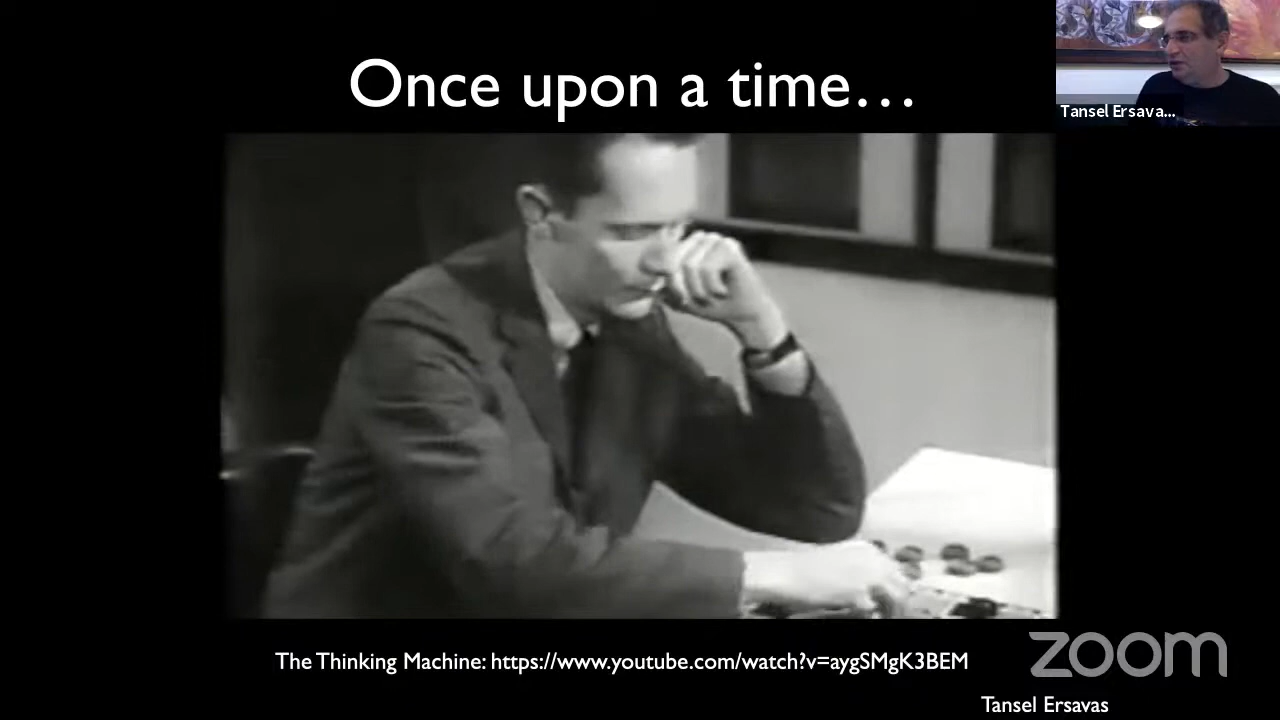 Once upon a time...
Tansel Ersava...
The Thinking Machine: https://www.youtube.com/watch?v=aygSMgK3BEM
zoom
Tansel Ersavas